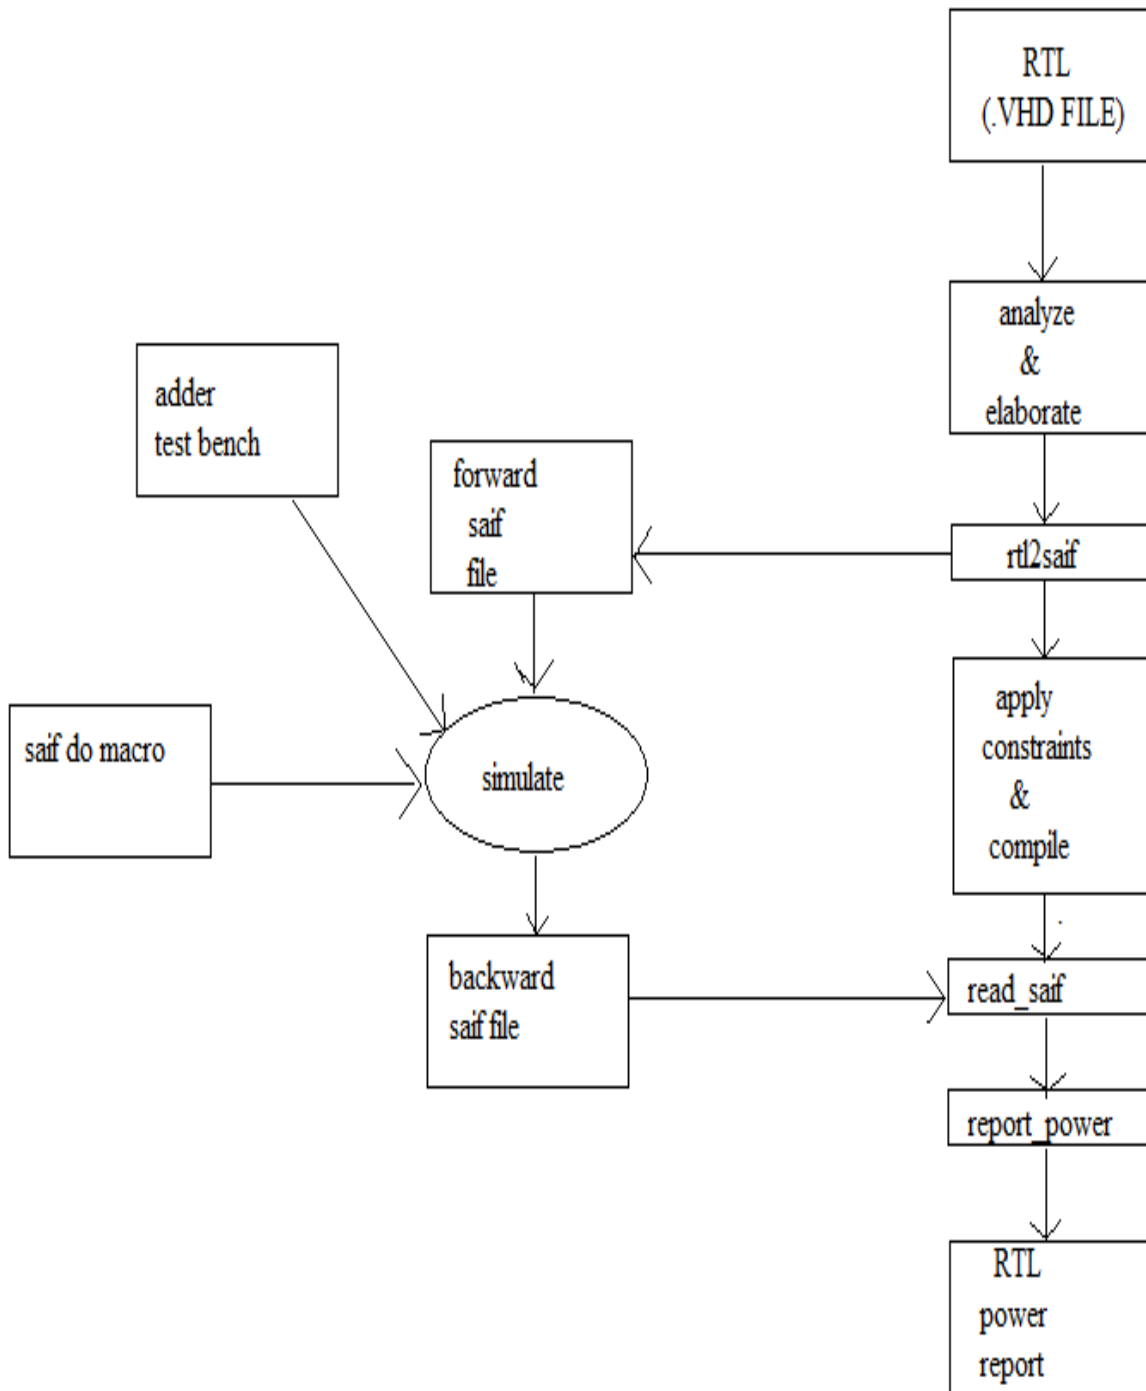 RTL
(.VHD FILE)
analyze
&
elaborate
adder
test bench
forward
saif
file
rtl2saif
saif do macro
simulate
apply
constraints
&
compile
backward
saif file
read_saif
report_power
RTL
power
report